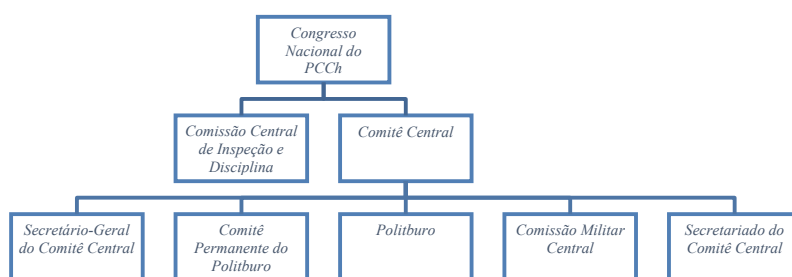 Congresso
Nacional do
PCCh
Comissão Central
de Inspeção e
Disciplina
Comitê Central
Secretário-Geral
do Comitê Central
Comitê
Permanente do
Politburo
Politburo
Comissão Militar
Central
Secretariado do
Comitê Central